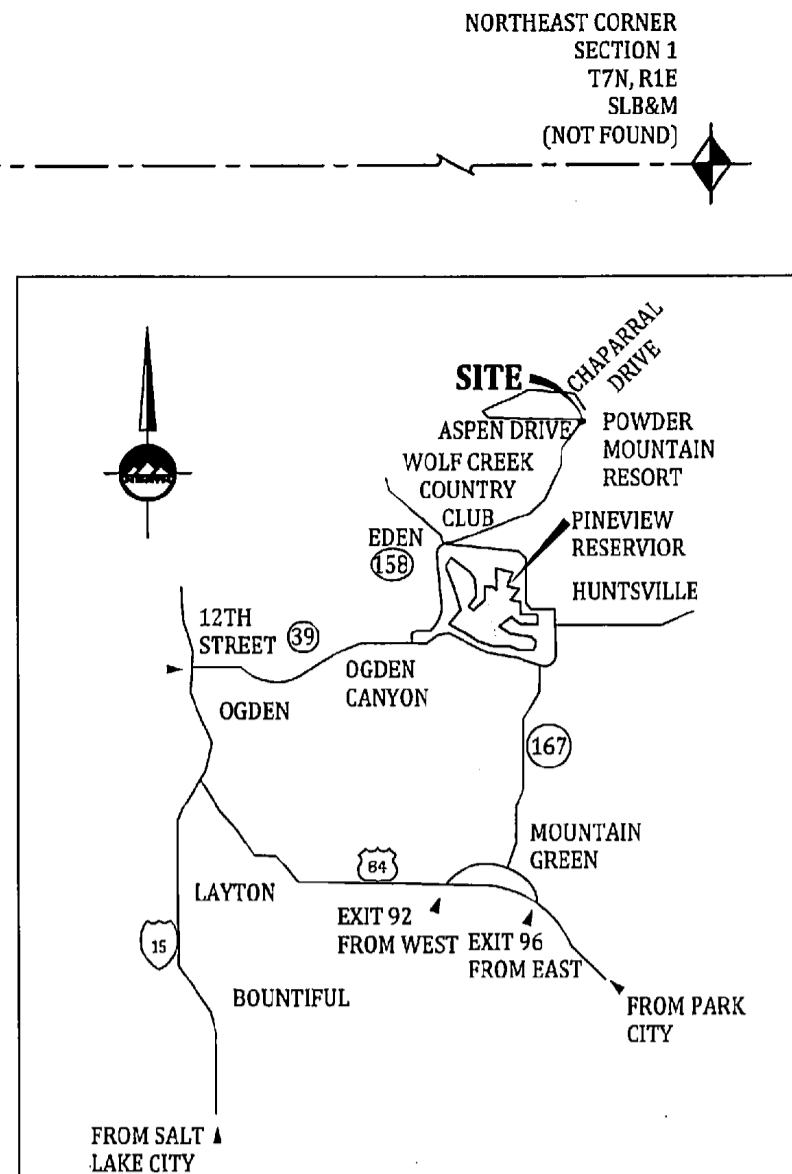 NORTHEAST CORNER
SECTION 1
T7N, R1E
SLB&M
(NOT FOUND)
CHAPARRAL
DRIVE
SITE
ASPEN DRIVE
POWDER
MOUNTAIN
RESORT
WOLF CREEK
COUNTRY
CLUB
EDEN
158
PINEVIEW
RESERVIOR
HUNTSVILLE
12TH
STREET
39
OGDEN
CANYON
OGDEN
167
MOUNTAIN
GREEN
84
LAYTON
EXIT 92
FROM WEST
EXIT 96
FROM EAST
15
BOUNTIFUL
FROM PARK
CITY
FROM SALT
LAKE CITY